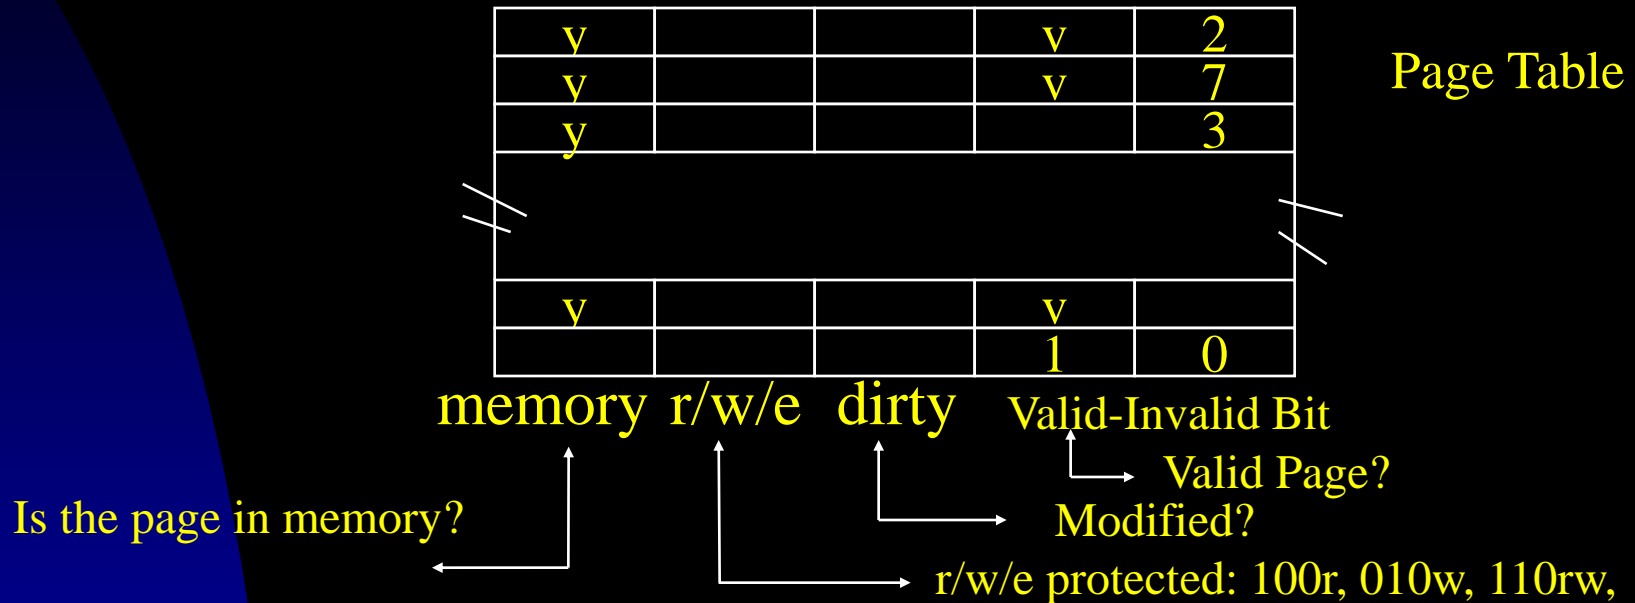 y v 2
Page Table
y v 7
y 3
y v
1 0
memory r/w/e dirty Valid-Invalid Bit
Valid Page?
Is the page in memory?
Modified?
r/w/e protected: 100r, 010w, 110rw,